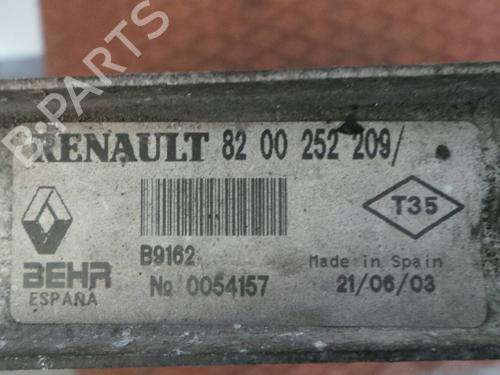 B-PARTS
RENAULT 82 00 252 209/
T35
B9162
Made in Spain
BEHR
ESPAÑA
№ 0054157
21/06/03